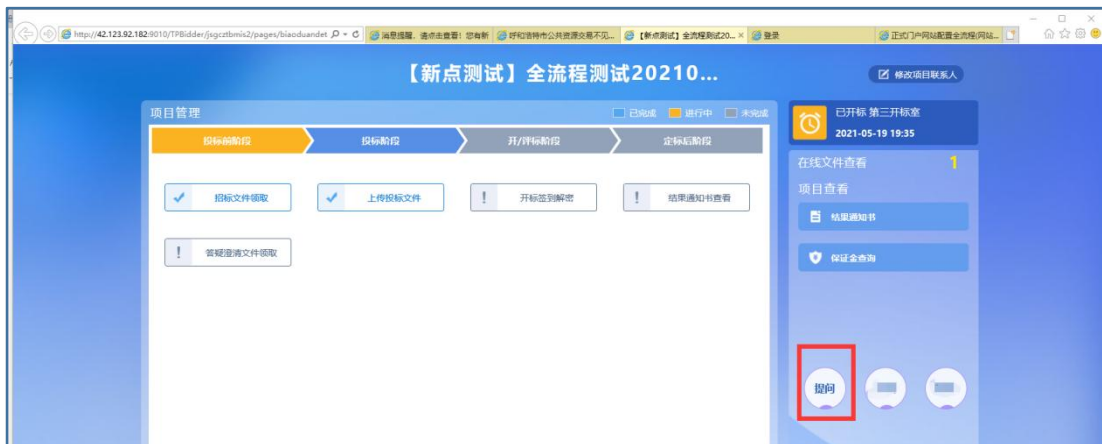 http://42.123.92.182:9010/TPBidder/jsgcztbmis2/pages/biaoduandet
消息提醒，请点击查看！您有新
呼和浩特市公共资源交易不见...
【新点测试】全流程测试20...
登录
正式门户网站配置全流程/网站...
【新点测试】全流程测试20210...
修改项目联系人
项目管理
已完成 进行中 未完成
投标前阶段 投标阶段 开/评标阶段 定标后阶段
招标文件领取 上传投标文件 开标签到解密 结果通知书查看
答疑澄清文件领取
已开标 第三开标室
2021-05-19 19:35
在线文件查看 1
项目查看
结果通知书
保证金查询
提问